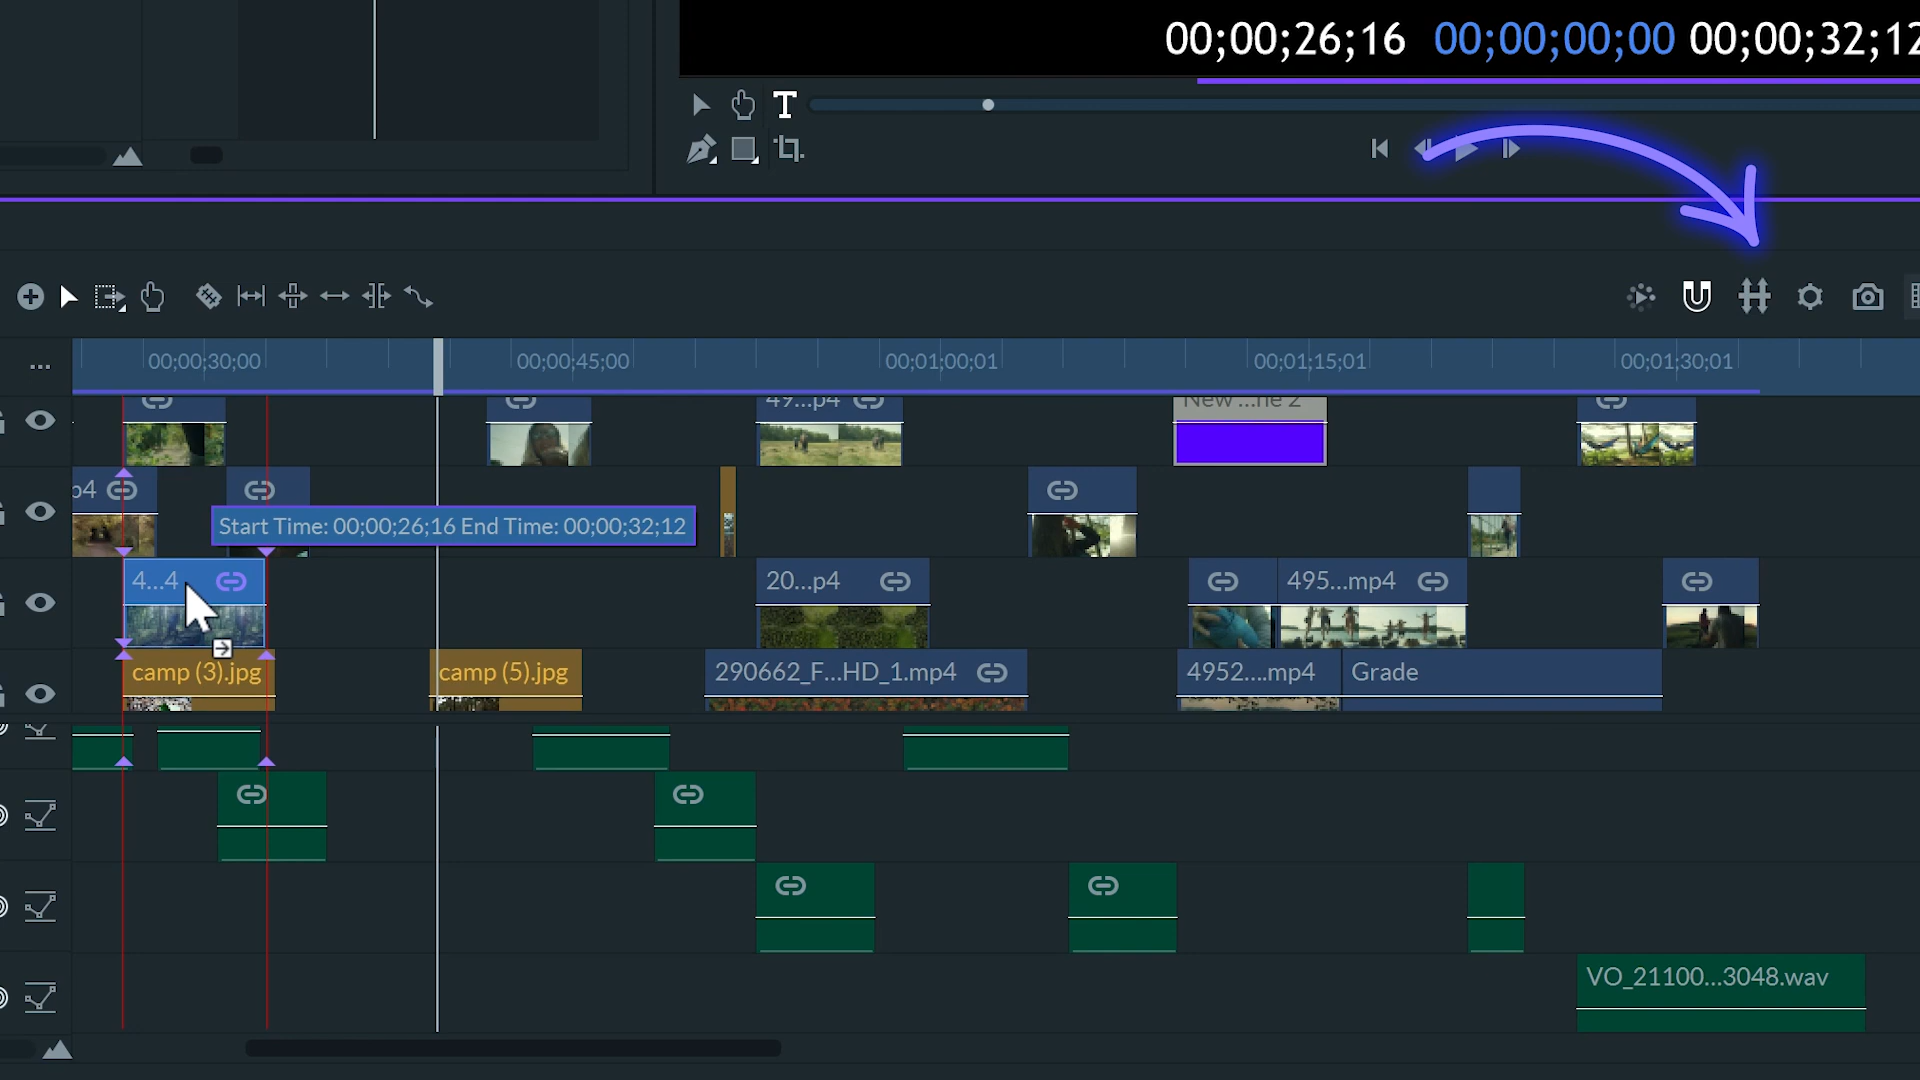 00;00;26;16 00;00;00;00 00;00;32;12
T
00;00;30;00 00;00;45;00 00;01;00;01 00;01;15;01 00;01;30;01
49...p4 New ...ne 2
p4
Start Time: 00;00;26;16 End Time: 00;00;32;12
4...4 20...p4 495...mp4
camp (3).jpg camp (5).jpg 290662_F...HD_1.mp4 4952....mp4 Grade
VO_21100...3048.wav